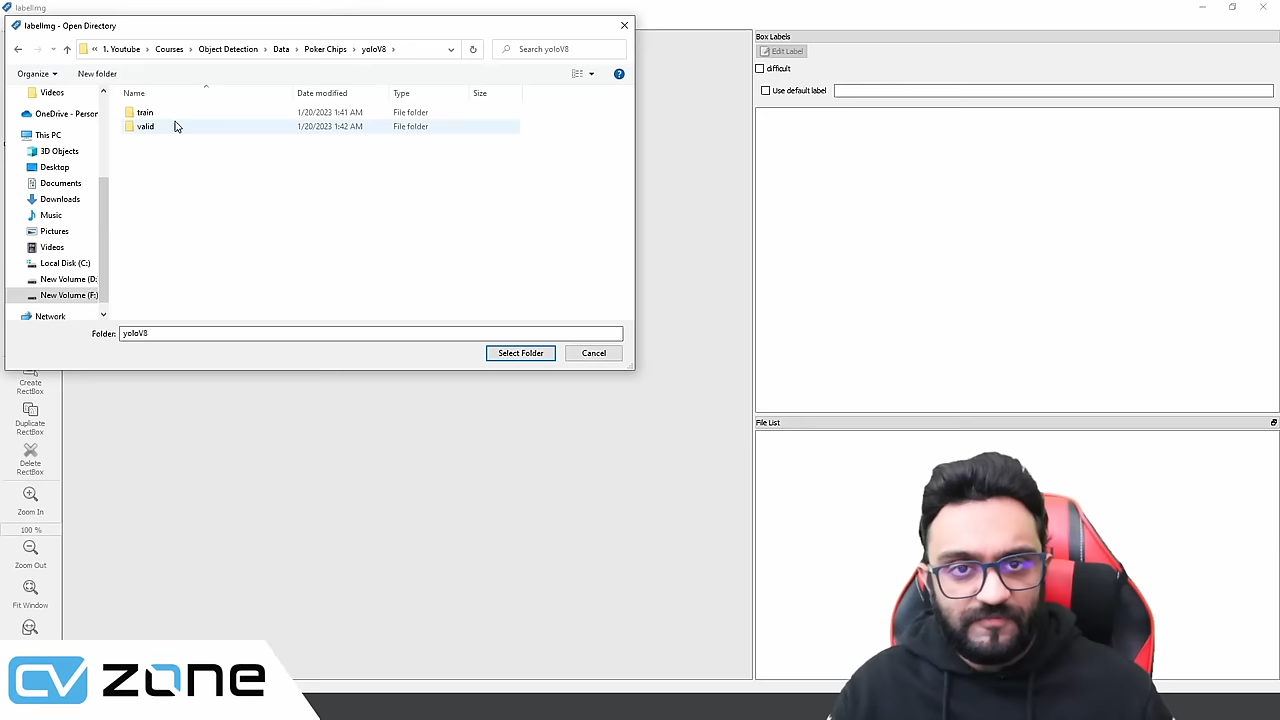 labelImg
labelImg - Open Directory
« 1. Youtube > Courses > Object Detection > Data > Poker Chips > yoloV8 >
Search yoloV8
Organize
New folder
Name
Date modified
Type
Size
train
1/20/2023 1:41 AM
File folder
valid
1/20/2023 1:42 AM
File folder
Videos
OneDrive - Person
This PC
3D Objects
Desktop
Documents
Downloads
Music
Pictures
Videos
Local Disk (C:)
New Volume (D:
New Volume (F:)
Network
Folder: yoloV8
Select Folder
Cancel
Create
RectBox
Duplicate
RectBox
Delete
RectBox
Zoom In
100 %
Zoom Out
Fit Window
Box Labels
Edit Label
difficult
Use default label
File List
CV ZONE